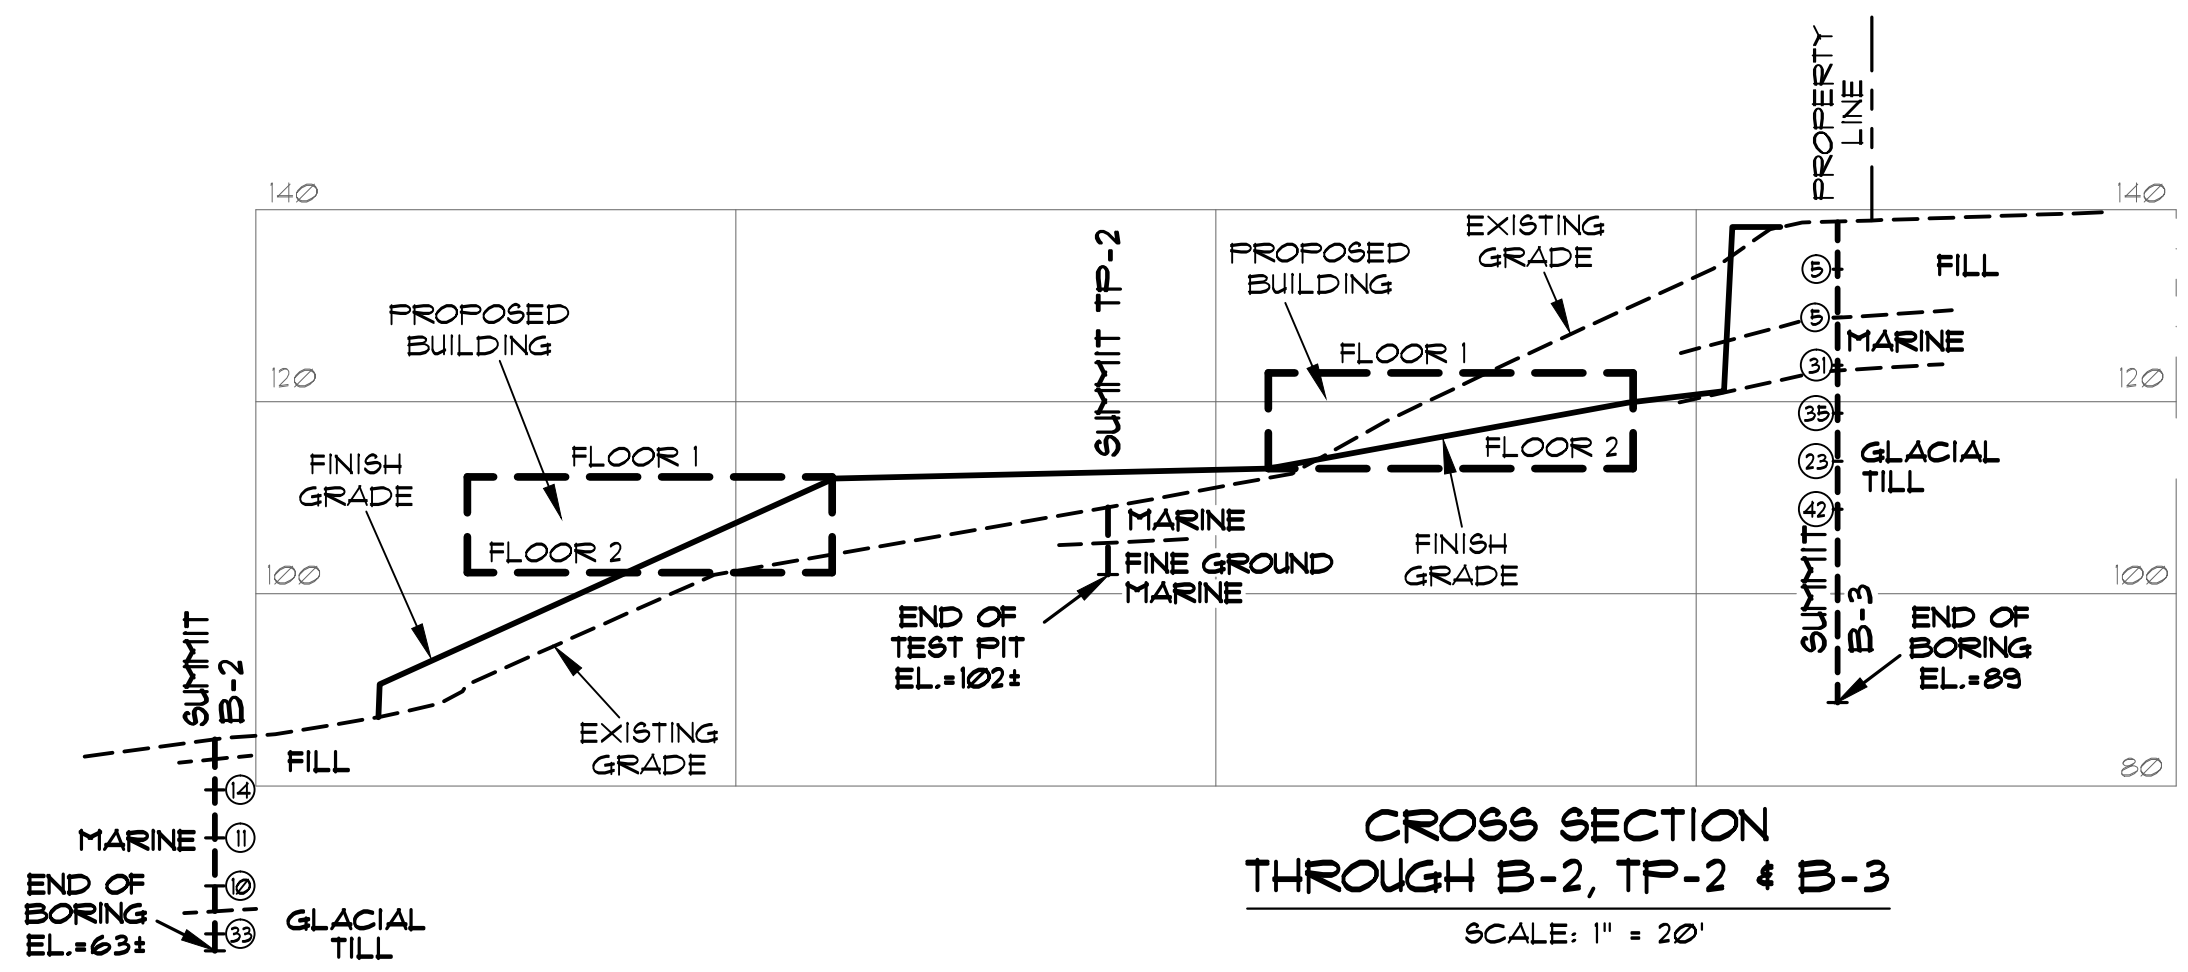 PROPERTY
LINE
140
140
EXISTING
GRADE
PROPOSED
BUILDING
SUMMIT TP-2
FILL
5
PROPOSED
BUILDING
5
MARINE
FLOOR 1
31
120
120
35
FLOOR 1
FLOOR 2
FINISH
GRADE
23
GLACIAL
TILL
42
MARINE
FLOOR 2
FINE GROUND
MARINE
FINISH
GRADE
100
100
END OF
TEST PIT
EL.=102±
SUMMIT
B-3
END OF
BORING
EL.=89
SUMMIT
B-2
EXISTING
GRADE
FILL
80
14
MARINE
11
10
END OF
BORING
EL.=63±
33
GLACIAL
TILL
CROSS SECTION
THROUGH B-2, TP-2 & B-3
SCALE: 1" = 20'